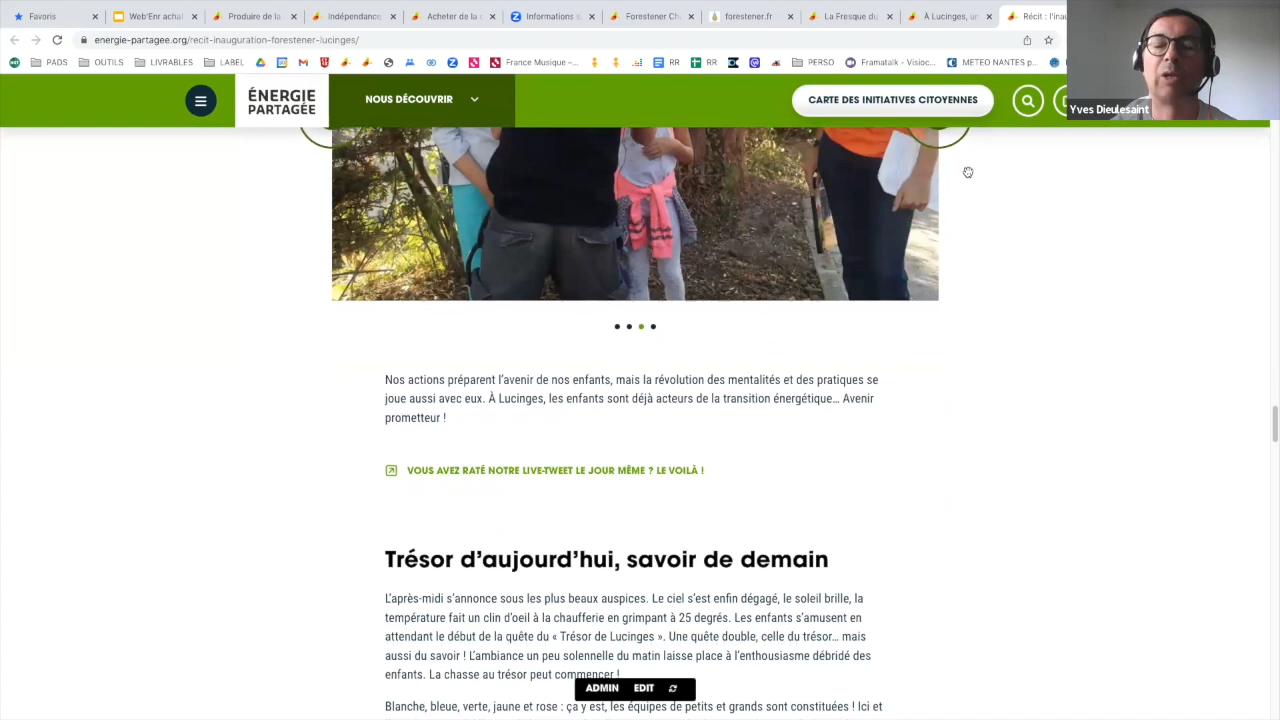 Favoris
Web'Enr achat
Produire de la
Indépendance
Acheter de la c
Informations s
Forestener Ch
forestener.fr
La Fresque du
À Lucinges, un
Récit : l'ina
energie-partagee.org/recit-inauguration-forestener-lucinges/
PADS
OUTILS
LIVRABLES
LABEL
France Musique –...
RR
RR
PERSO
Framatalk - Visioc...
METEO NANTES p...
ÉNERGIE
PARTAGÉE
NOUS DÉCOUVRIR
CARTE DES INITIATIVES CITOYENNES
Yves Dieulesaint
Nos actions préparent l'avenir de nos enfants, mais la révolution des mentalités et des pratiques se
joue aussi avec eux. À Lucinges, les enfants sont déjà acteurs de la transition énergétique… Avenir
prometteur !
VOUS AVEZ RATÉ NOTRE LIVE-TWEET LE JOUR MÊME ? LE VOILÀ !
Trésor d'aujourd'hui, savoir de demain
L'après-midi s'annonce sous les plus beaux auspices. Le ciel s'est enfin dégagé, le soleil brille, la
température fait un clin d'oeil à la chaufferie en grimpant à 25 degrés. Les enfants s'amusent en
attendant le début de la quête du « Trésor de Lucinges ». Une quête double, celle du trésor… mais
aussi du savoir ! L'ambiance un peu solennelle du matin laisse place à l'enthousiasme débridé des
enfants. La chasse au trésor peut commencer !
ADMIN EDIT
Blanche, bleue, verte, jaune et rose : ça y est, les équipes de petits et grands sont constituées ! Ici et